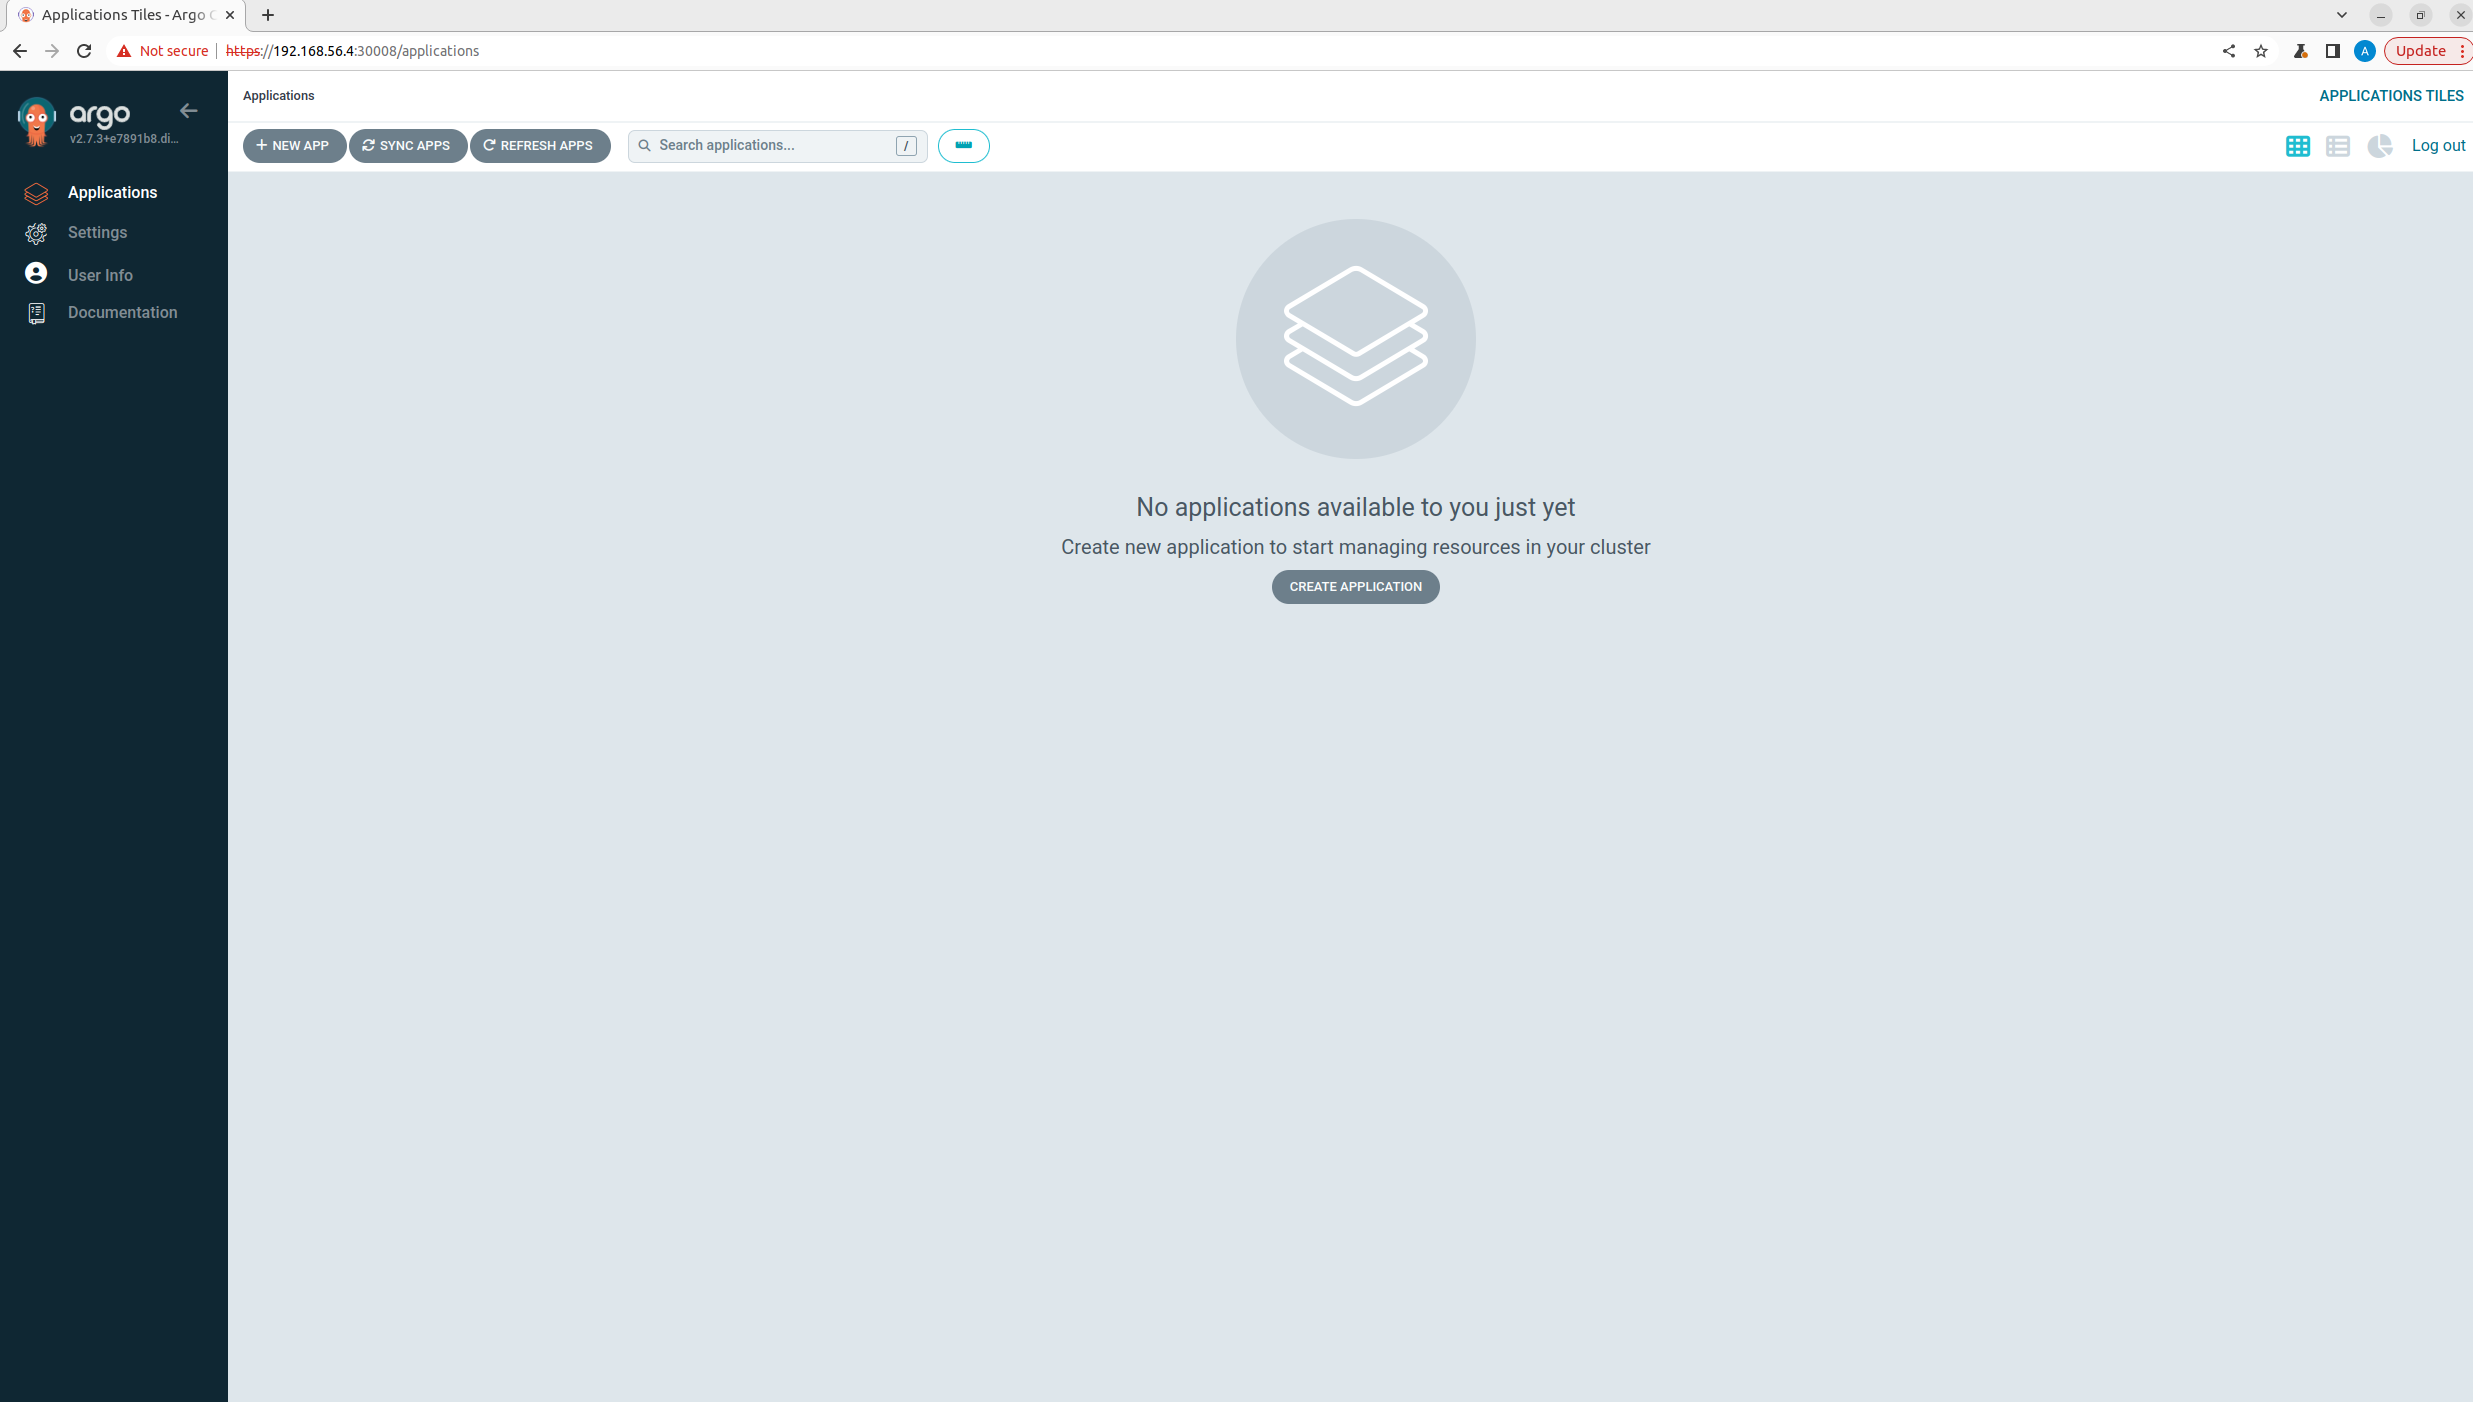 Applications Tiles - Argo
Not secure https://192.168.56.4:30008/applications
A
Update
argo
v2.7.3+e7891b8.di...
Applications
Settings
User Info
Documentation
Applications
APPLICATIONS TILES
NEW APP
SYNC APPS
REFRESH APPS
Search applications...
/
Log out
No applications available to you just yet
Create new application to start managing resources in your cluster
CREATE APPLICATION